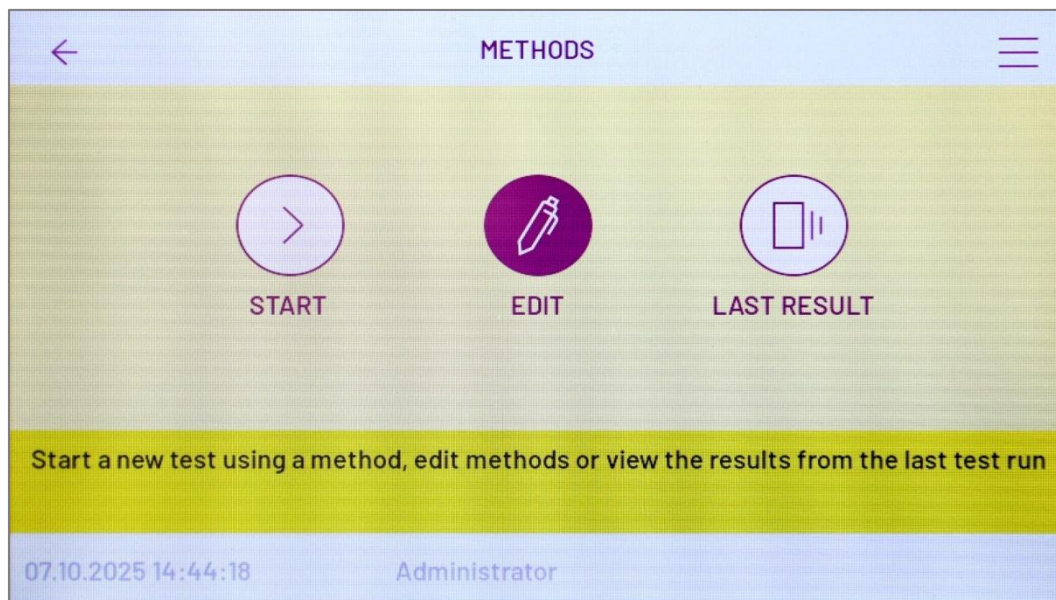 METHODS
START
EDIT
LAST RESULT
Start a new test using a method, edit methods or view the results from the last test run
07.10.2025 14:44:18
Administrator